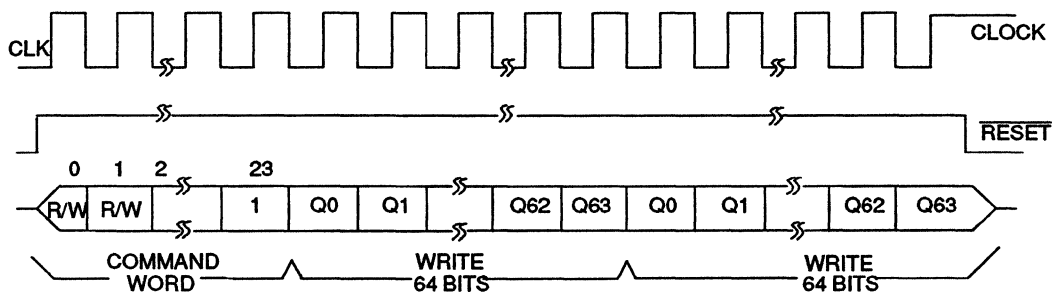 CLK
CLOCK
RESET
0 1 2 23
R/W R/W 1 Q0 Q1 Q62 Q63 Q0 Q1 Q62 Q63
COMMAND WORD
WRITE 64 BITS
WRITE 64 BITS